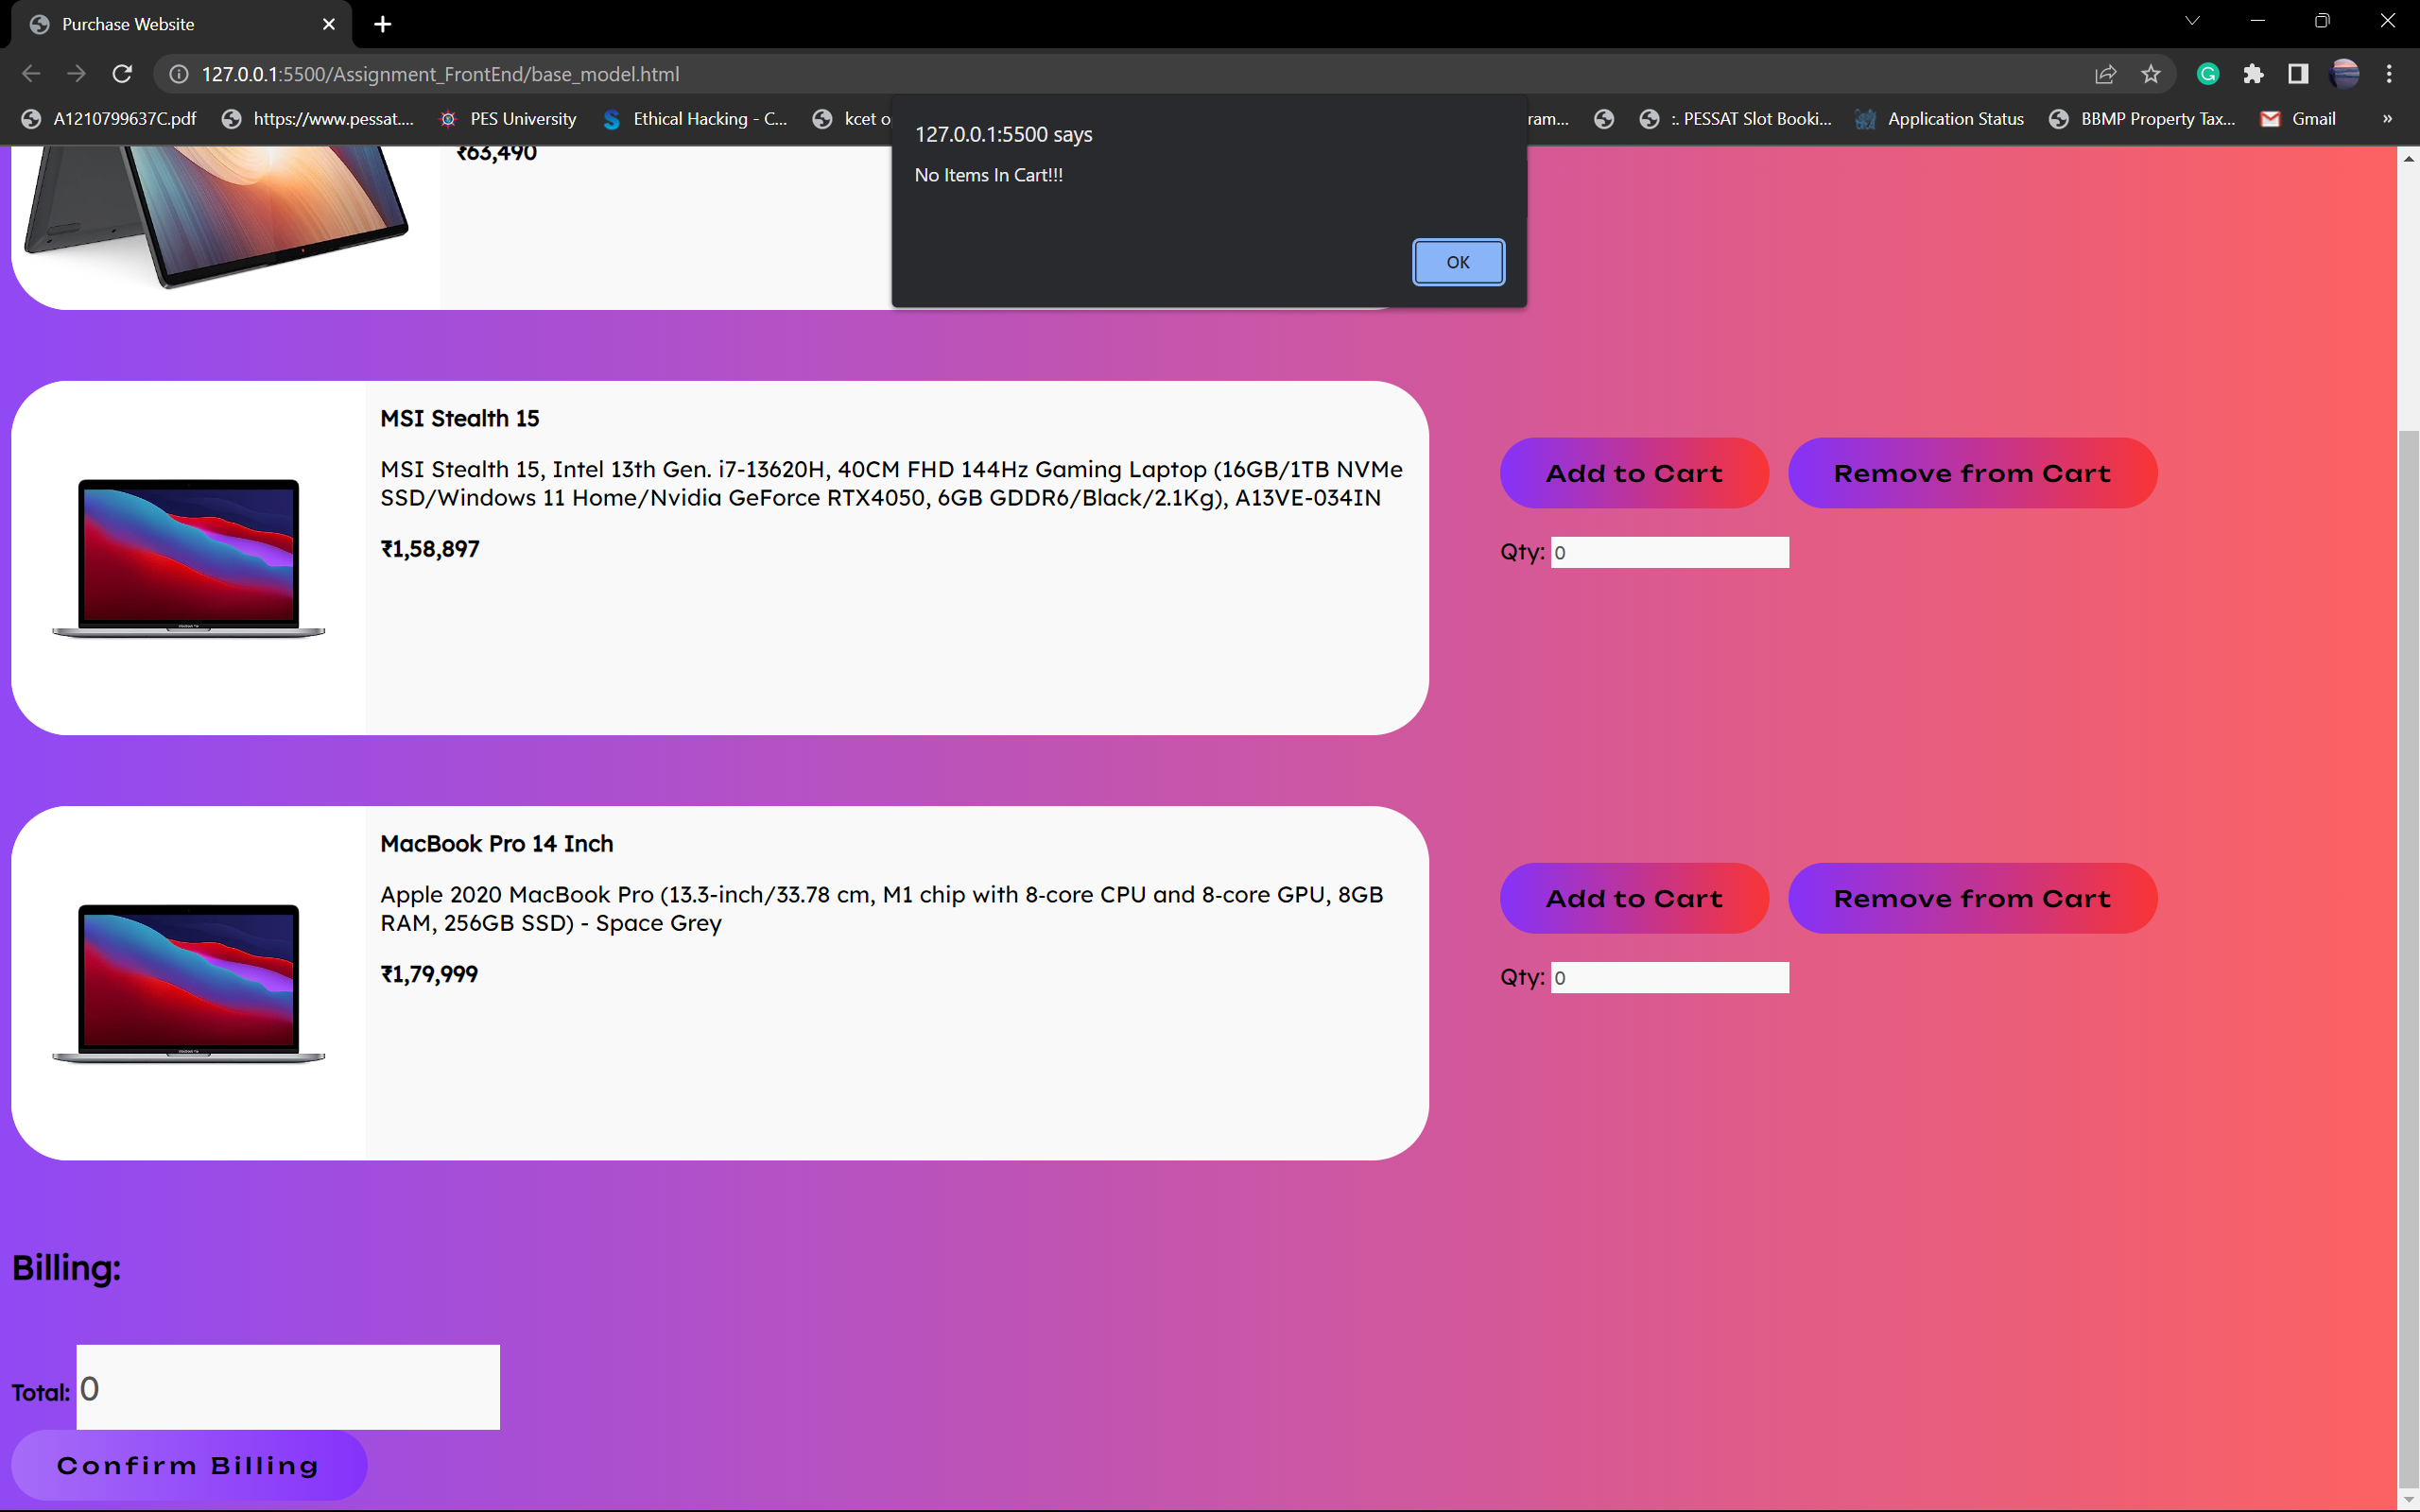 Purchase Website
127.0.0.1:5500/Assignment_FrontEnd/base_model.html
A1210799637C.pdf https://www.pessat.... PES University Ethical Hacking - C... kcet o ram... :. PESSAT Slot Booki... Application Status BBMP Property Tax... Gmail »
127.0.0.1:5500 says
No Items In Cart!!!
OK
₹63,490
MSI Stealth 15
MSI Stealth 15, Intel 13th Gen. i7-13620H, 40CM FHD 144Hz Gaming Laptop (16GB/1TB NVMe
SSD/Windows 11 Home/Nvidia GeForce RTX4050, 6GB GDDR6/Black/2.1Kg), A13VE-034IN
₹1,58,897
Add to Cart Remove from Cart
Qty: 0
MacBook Pro 14 Inch
Apple 2020 MacBook Pro (13.3-inch/33.78 cm, M1 chip with 8-core CPU and 8-core GPU, 8GB
RAM, 256GB SSD) - Space Grey
₹1,79,999
Add to Cart Remove from Cart
Qty: 0
Billing:
Total: 0
Confirm Billing